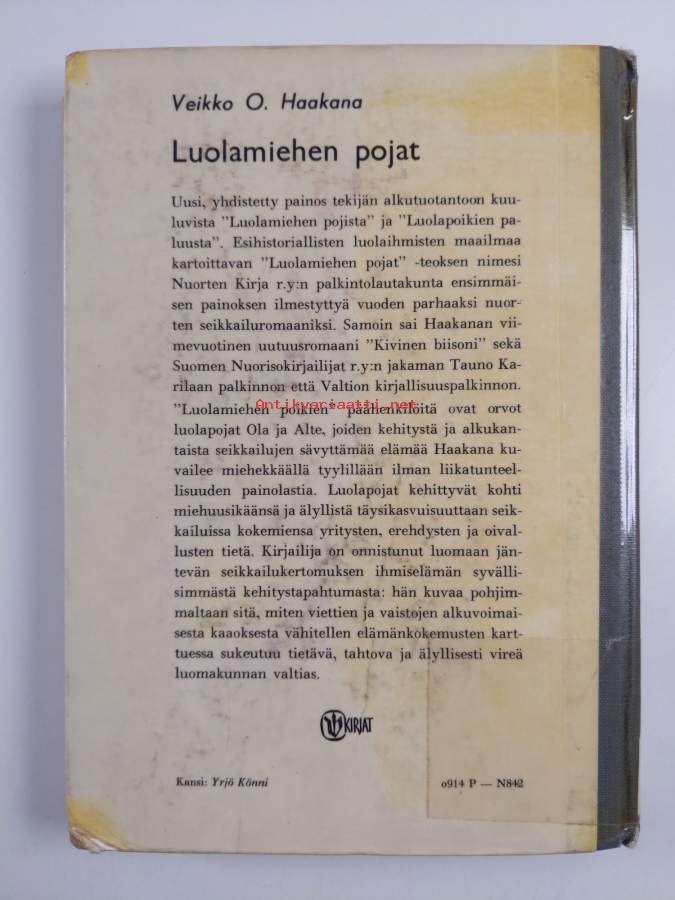 Veikko O. Haakana
Luolamiehen pojat
Uusi, yhdistetty painos tekijän alkutuotantoon kuu-
luvista "Luolamiehen pojista" ja "Luolapoikien pa-
luusta". Esihistoriallisten luolaihmisten maailmaa
kartoittavan "Luolamiehen pojat" -teoksen nimesi
Nuorten Kirja r.y:n palkintolautakunta ensimmäi-
sen painoksen ilmestyttyä vuoden parhaaksi nuor-
ten seikkailuromaaniksi. Samoin sai Haakanan vii-
mevuotinen uutuusromaani "Kivinen biisoni" sekä
Suomen Nuorisokirjailijat r.y:n jakaman Tauno Ka-
rilaan palkinnon että Valtion kirjallisuuspalkinnon.
Antikvariaatti.net
"Luolamiehen poikien" päähenkilöitä ovat orvot
luolapojat Ola ja Alte, joiden kehitystä ja alkukan-
taista seikkailujen sävyttämää elämää Haakana ku-
vailee miehekkäällä tyylillään ilman liikatunteel-
lisuuden painolastia. Luolapojat kehittyvät kohti
miehuusikäänsä ja älyllistä täysikasvuisuuttaan seik-
kailuissa kokemiensa yritysten, erehdysten ja oival-
lusten tietä. Kirjailija on onnistunut luomaan jän-
tevän seikkailukertomuksen ihmiselämän syvälli-
simmästä kehitystapahtumasta: hän kuvaa pohjim-
maltaan sitä, miten viettien ja vaistojen alkuvoimai-
sesta kaaoksesta vähitellen elämänkokemusten kart-
tuessa sukeutuu tietävä, tahtova ja älyllisesti vireä
luomakunnan valtias.
KIRJAT
Kansi: Yrjö Könni
0914 P — N842